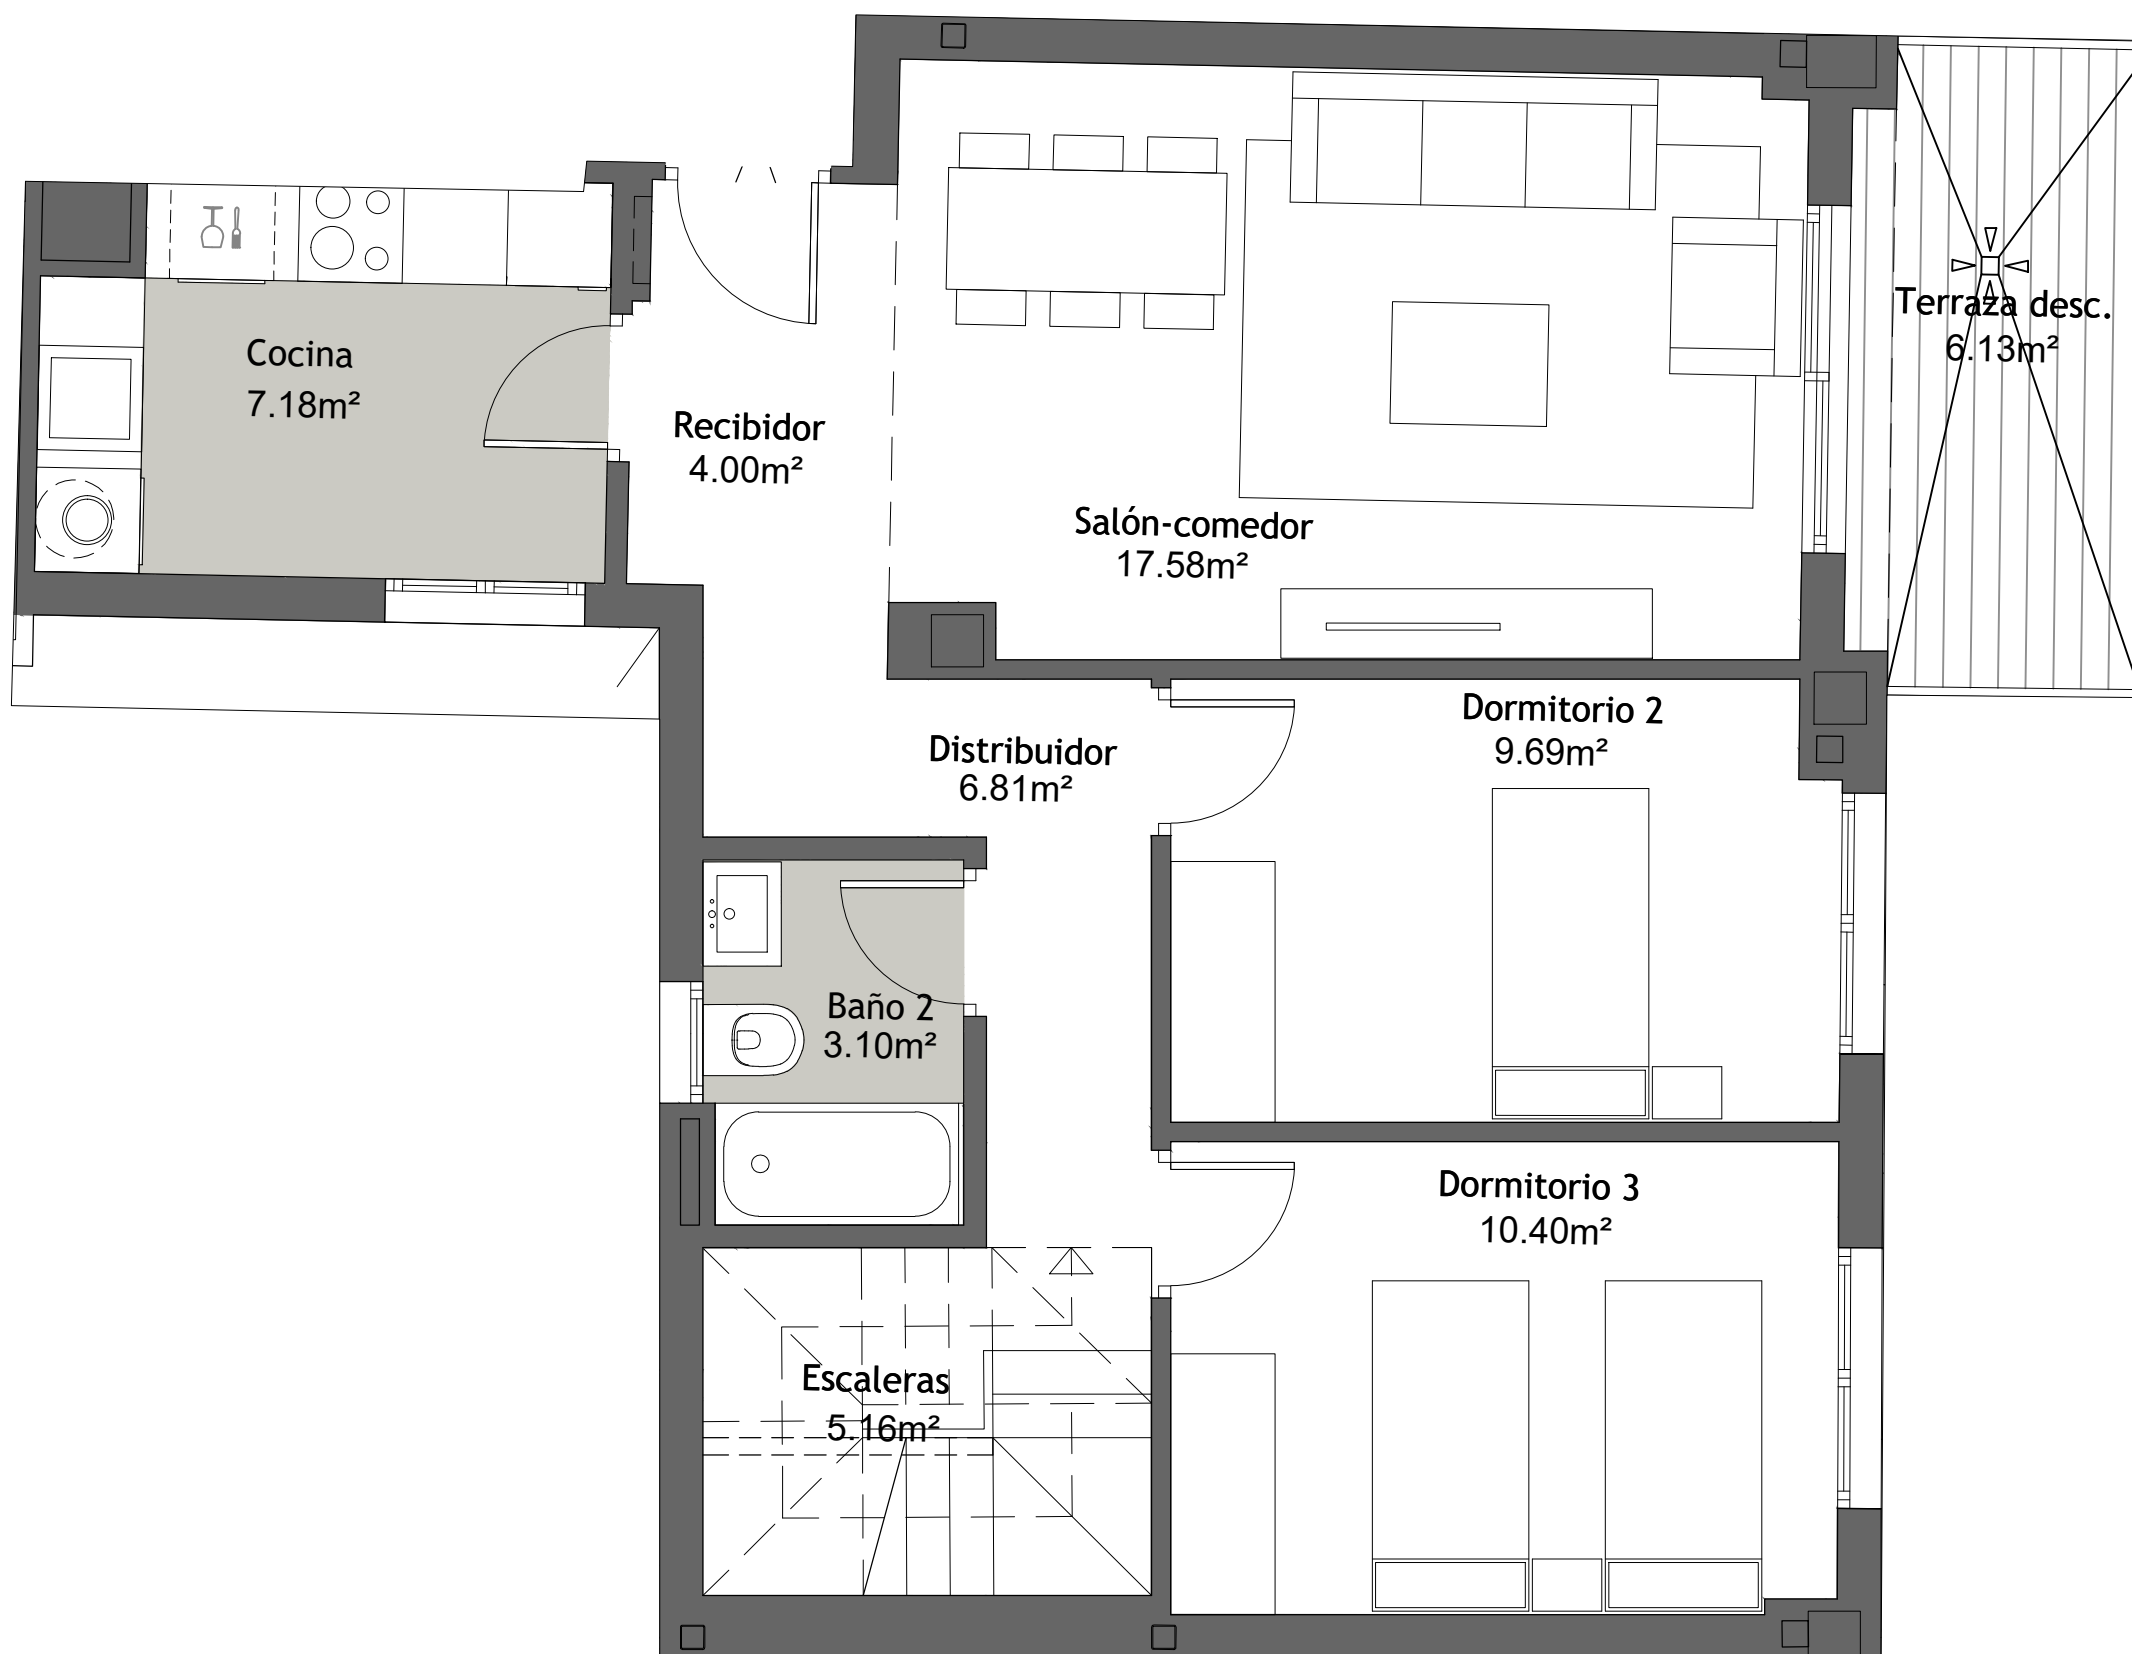 Terraza desc.
6.13m²
Cocina
7.18m²
Recibidor
4.00m²
Salón-comedor
17.58m²
Dormitorio 2
9.69m²
Distribuidor
6.81m²
Baño 2
3.10m²
Dormitorio 3
10.40m²
Escaleras
5.16m²